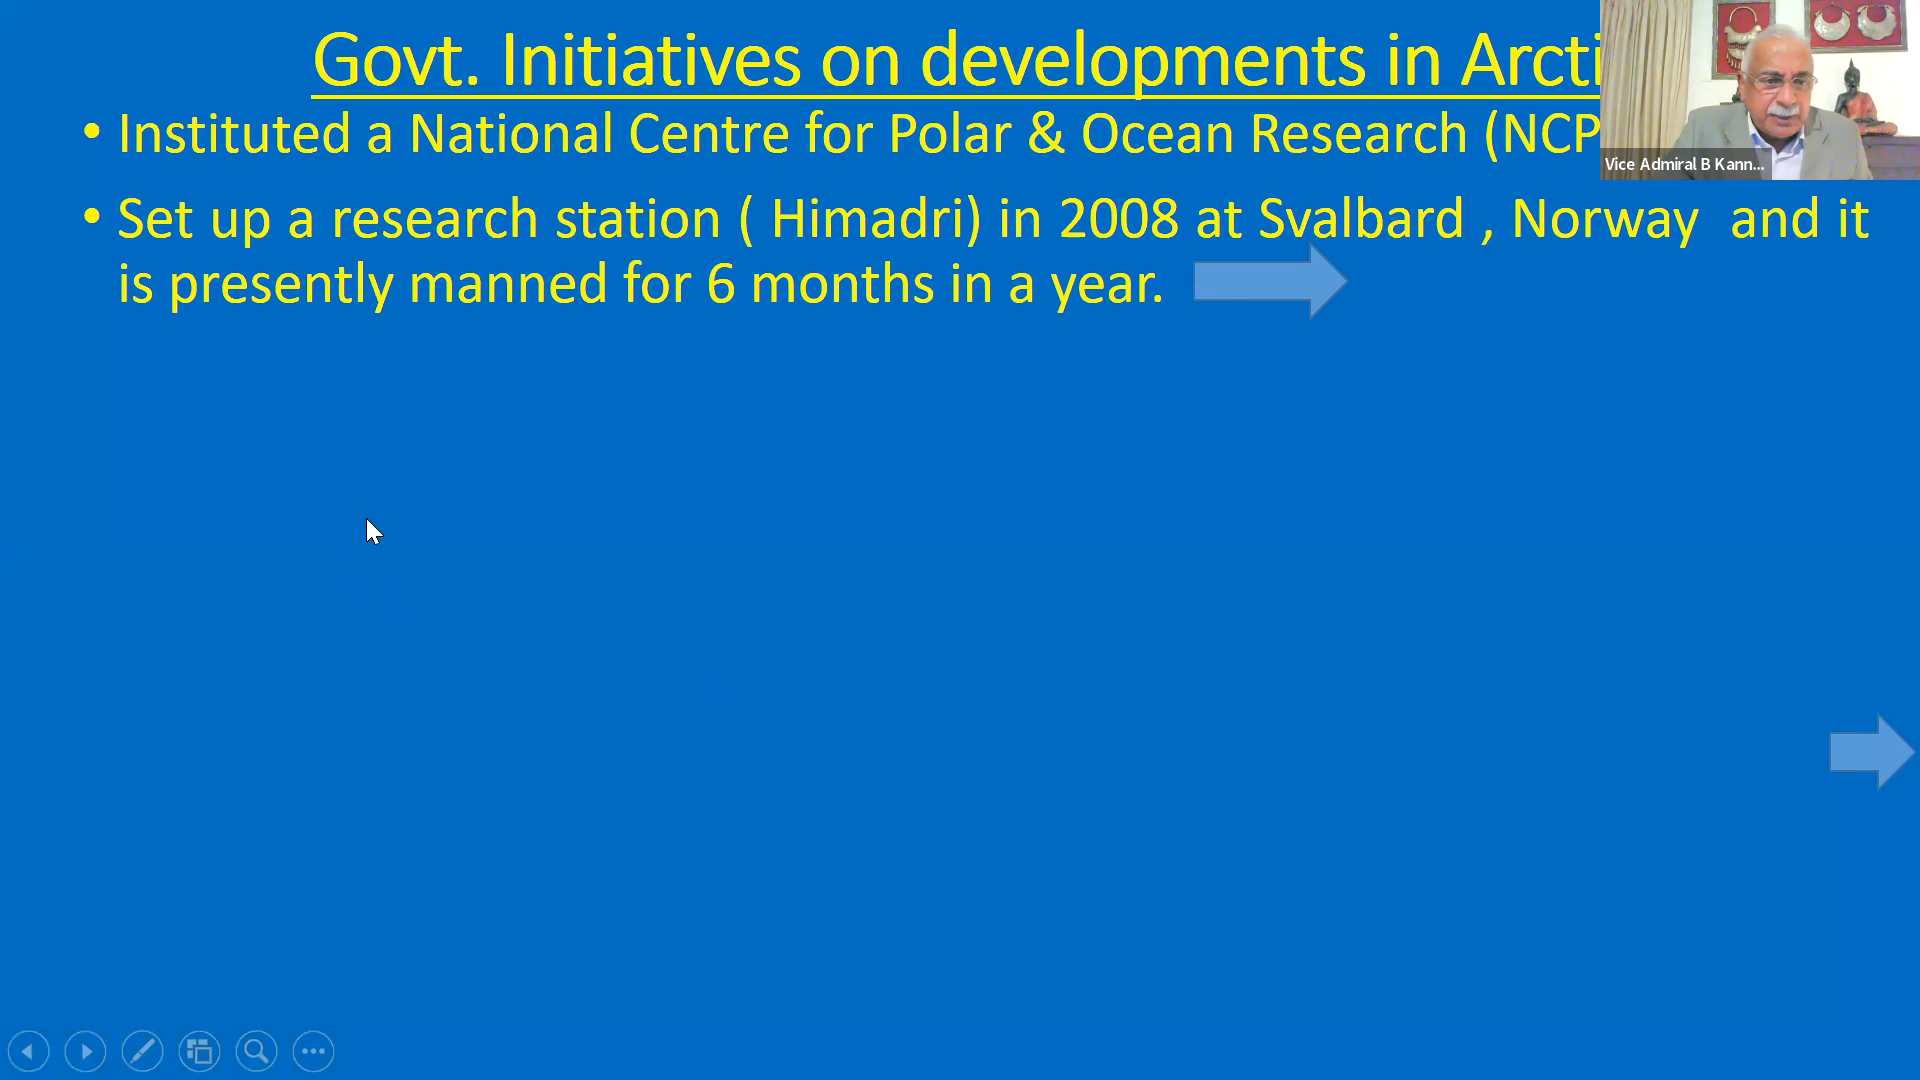 Govt. Initiatives on developments in Arcti
• Instituted a National Centre for Polar & Ocean Research (NCP
• Set up a research station ( Himadri) in 2008 at Svalbard , Norway and it
is presently manned for 6 months in a year.
Vice Admiral B Kann...